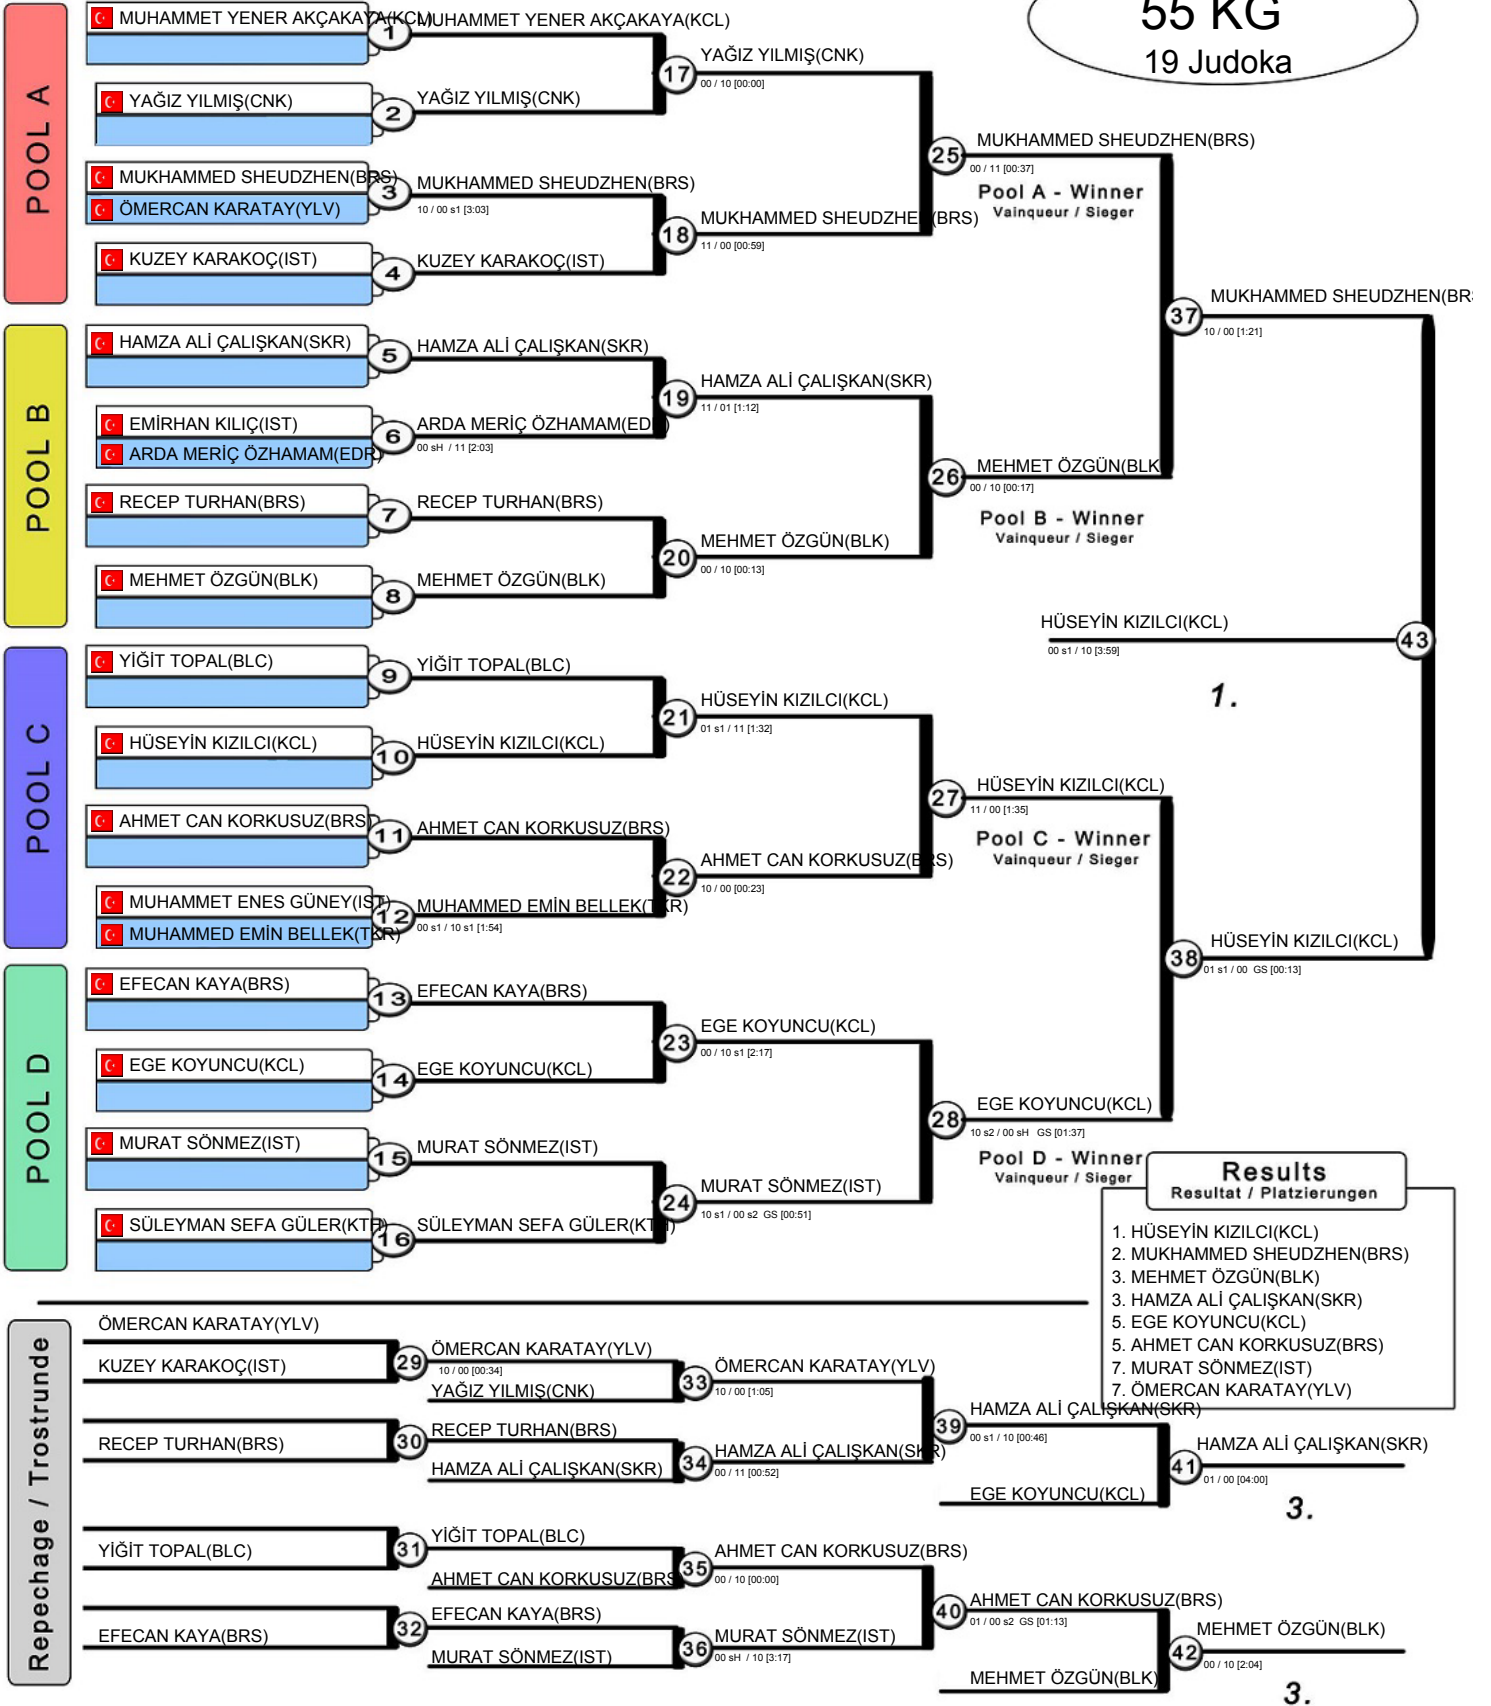 55 KG
19 Judoka
POOL A
MUHAMMET YENER AKÇAKAYA(KCL)
1
MUHAMMET YENER AKÇAKAYA(KCL)
YAĞIZ YILMIŞ(CNK)
2
YAĞIZ YILMIŞ(CNK)
17
YAĞIZ YILMIŞ(CNK)
00 / 10 [00:00]
MUKHAMMED SHEUDZHEN(BRS)
ÖMERCAN KARATAY(YLV)
3
MUKHAMMED SHEUDZHEN(BRS)
10 / 00 s1 [3:03]
KUZEY KARAKOÇ(IST)
4
KUZEY KARAKOÇ(IST)
18
MUKHAMMED SHEUDZHEN(BRS)
11 / 00 [00:59]
25
MUKHAMMED SHEUDZHEN(BRS)
00 / 11 [00:37]
Pool A - Winner
Vainqueur / Sieger
POOL B
HAMZA ALİ ÇALIŞKAN(SKR)
5
HAMZA ALİ ÇALIŞKAN(SKR)
EMİRHAN KILIÇ(IST)
ARDA MERİÇ ÖZHAMAM(EDR)
6
ARDA MERİÇ ÖZHAMAM(EDR)
00 sH / 11 [2:03]
19
HAMZA ALİ ÇALIŞKAN(SKR)
11 / 01 [1:12]
RECEP TURHAN(BRS)
7
RECEP TURHAN(BRS)
MEHMET ÖZGÜN(BLK)
8
MEHMET ÖZGÜN(BLK)
20
MEHMET ÖZGÜN(BLK)
00 / 10 [00:13]
26
MEHMET ÖZGÜN(BLK
00 / 10 [00:17]
Pool B - Winner
Vainqueur / Sieger
37
MUKHAMMED SHEUDZHEN(BR
10 / 00 [1:21]
HÜSEYİN KIZILCI(KCL)
43
00 s1 / 10 [3:59]
1.
POOL C
YİĞİT TOPAL(BLC)
9
YİĞİT TOPAL(BLC)
HÜSEYİN KIZILCI(KCL)
10
HÜSEYİN KIZILCI(KCL)
21
HÜSEYİN KIZILCI(KCL)
01 s1 / 11 [1:32]
AHMET CAN KORKUSUZ(BRS)
11
AHMET CAN KORKUSUZ(BRS)
MUHAMMET ENES GÜNEY(IST)
MUHAMMED EMİN BELLEK(TKR)
12
MUHAMMED EMİN BELLEK(TKR)
00 s1 / 10 s1 [1:54]
22
AHMET CAN KORKUSUZ(BRS)
10 / 00 [00:23]
27
HÜSEYİN KIZILCI(KCL)
11 / 00 [1:35]
Pool C - Winner
Vainqueur / Sieger
POOL D
EFECAN KAYA(BRS)
13
EFECAN KAYA(BRS)
EGE KOYUNCU(KCL)
14
EGE KOYUNCU(KCL)
23
EGE KOYUNCU(KCL)
00 / 10 s1 [2:17]
MURAT SÖNMEZ(IST)
15
MURAT SÖNMEZ(IST)
SÜLEYMAN SEFA GÜLER(KTH)
16
SÜLEYMAN SEFA GÜLER(KTH)
24
MURAT SÖNMEZ(IST)
10 s1 / 00 s2 GS [00:51]
28
EGE KOYUNCU(KCL)
10 s2 / 00 sH GS [01:37]
Pool D - Winner
Vainqueur / Sieger
38
HÜSEYİN KIZILCI(KCL)
01 s1 / 00 GS [00:13]
Results
Resultat / Platzierungen
1. HÜSEYİN KIZILCI(KCL)
2. MUKHAMMED SHEUDZHEN(BRS)
3. MEHMET ÖZGÜN(BLK)
3. HAMZA ALİ ÇALIŞKAN(SKR)
5. EGE KOYUNCU(KCL)
5. AHMET CAN KORKUSUZ(BRS)
7. MURAT SÖNMEZ(IST)
7. ÖMERCAN KARATAY(YLV)
Repechage / Trostrunde
ÖMERCAN KARATAY(YLV)
KUZEY KARAKOÇ(IST)
29
ÖMERCAN KARATAY(YLV)
10 / 00 [00:34]
YAĞIZ YILMIŞ(CNK)
33
ÖMERCAN KARATAY(YLV)
10 / 00 [1:05]
RECEP TURHAN(BRS)
30
RECEP TURHAN(BRS)
HAMZA ALİ ÇALIŞKAN(SKR)
34
HAMZA ALİ ÇALIŞKAN(SKR)
00 / 11 [00:52]
39
HAMZA ALİ ÇALIŞKAN(SKR)
00 s1 / 10 [00:46]
EGE KOYUNCU(KCL)
41
HAMZA ALİ ÇALIŞKAN(SKR)
01 / 00 [04:00]
3.
YİĞİT TOPAL(BLC)
31
YİĞİT TOPAL(BLC)
AHMET CAN KORKUSUZ(BRS
35
AHMET CAN KORKUSUZ(BRS)
00 / 10 [00:00]
EFECAN KAYA(BRS)
32
EFECAN KAYA(BRS)
MURAT SÖNMEZ(IST)
36
MURAT SÖNMEZ(IST)
00 sH / 10 [3:17]
40
AHMET CAN KORKUSUZ(BRS)
01 / 00 s2 GS [01:13]
MEHMET ÖZGÜN(BLK)
42
MEHMET ÖZGÜN(BLK)
00 / 10 [2:04]
3.